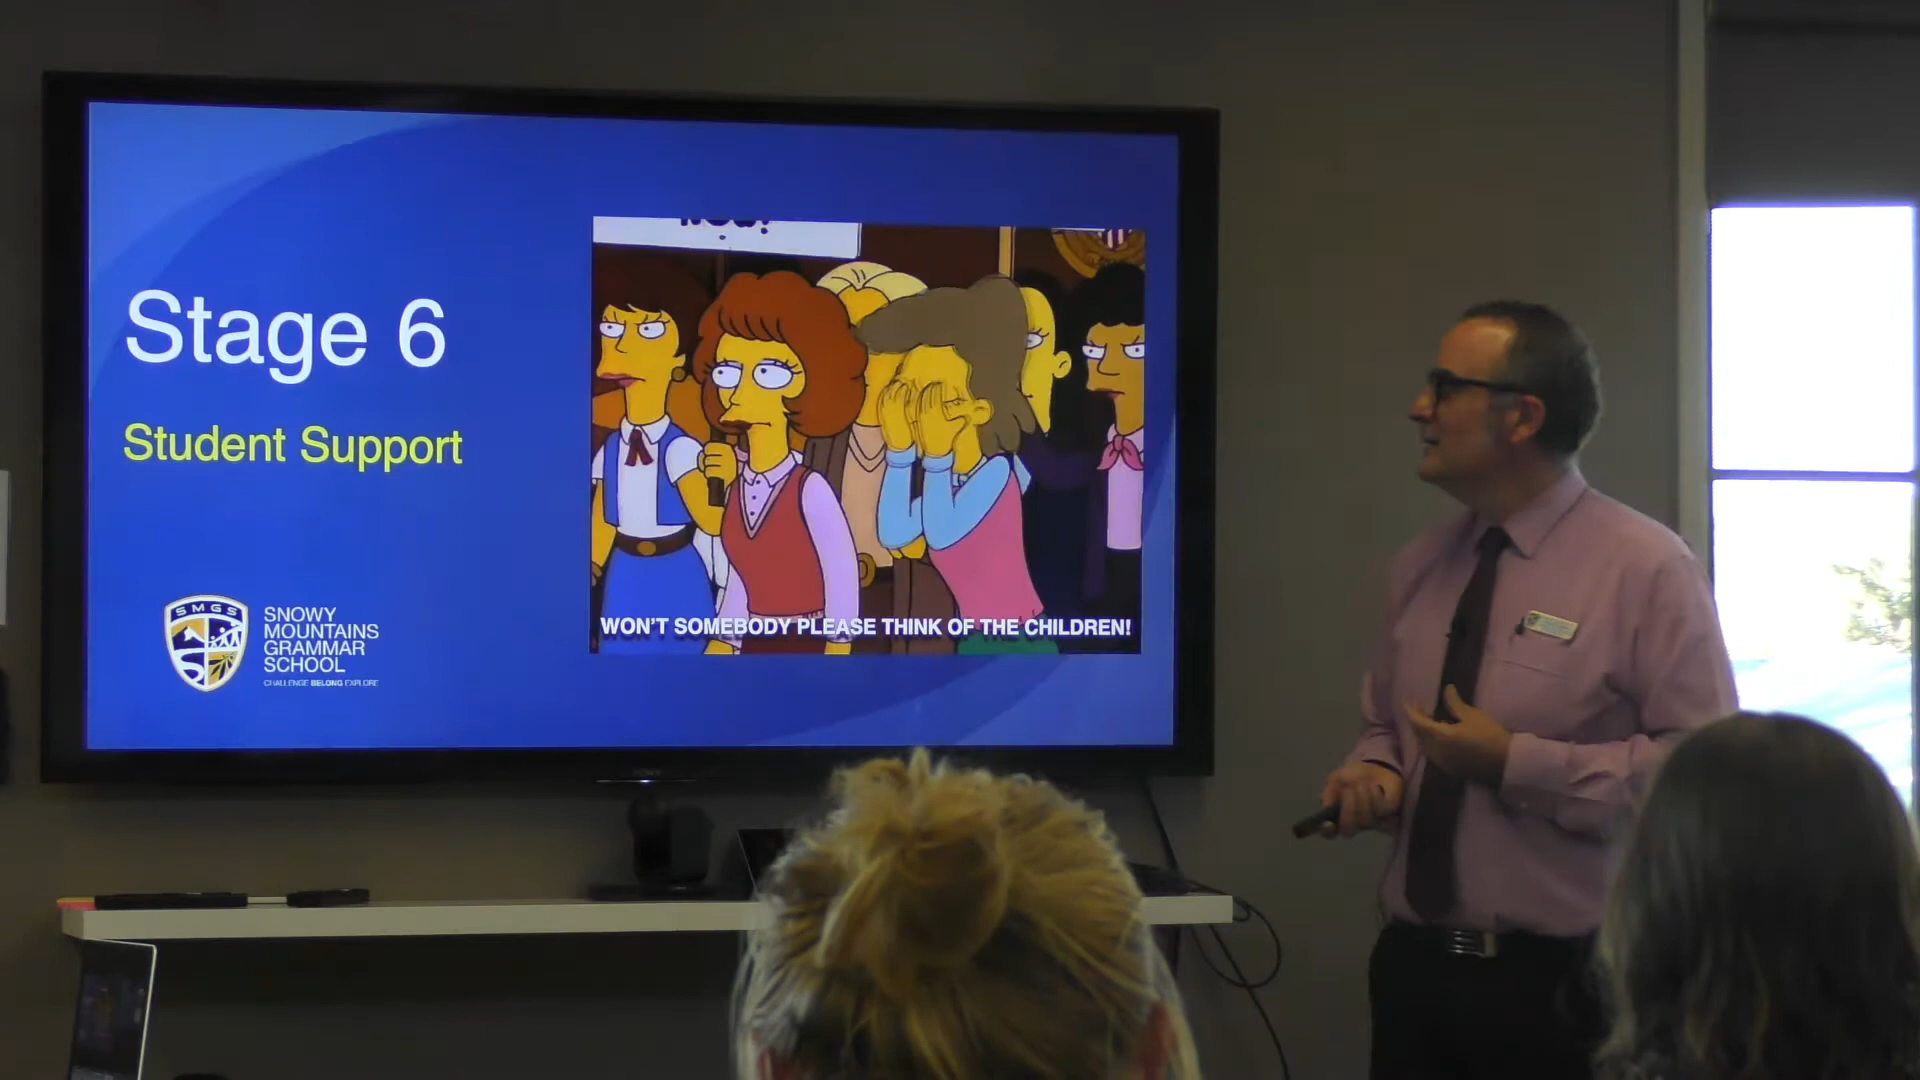 Stage 6
Student Support
WON'T SOMEBODY PLEASE THINK OF THE CHILDREN!
SMGS
SNOWY
MOUNTAINS
GRAMMAR
SCHOOL
CHALLENGE BELONG EXPLORE